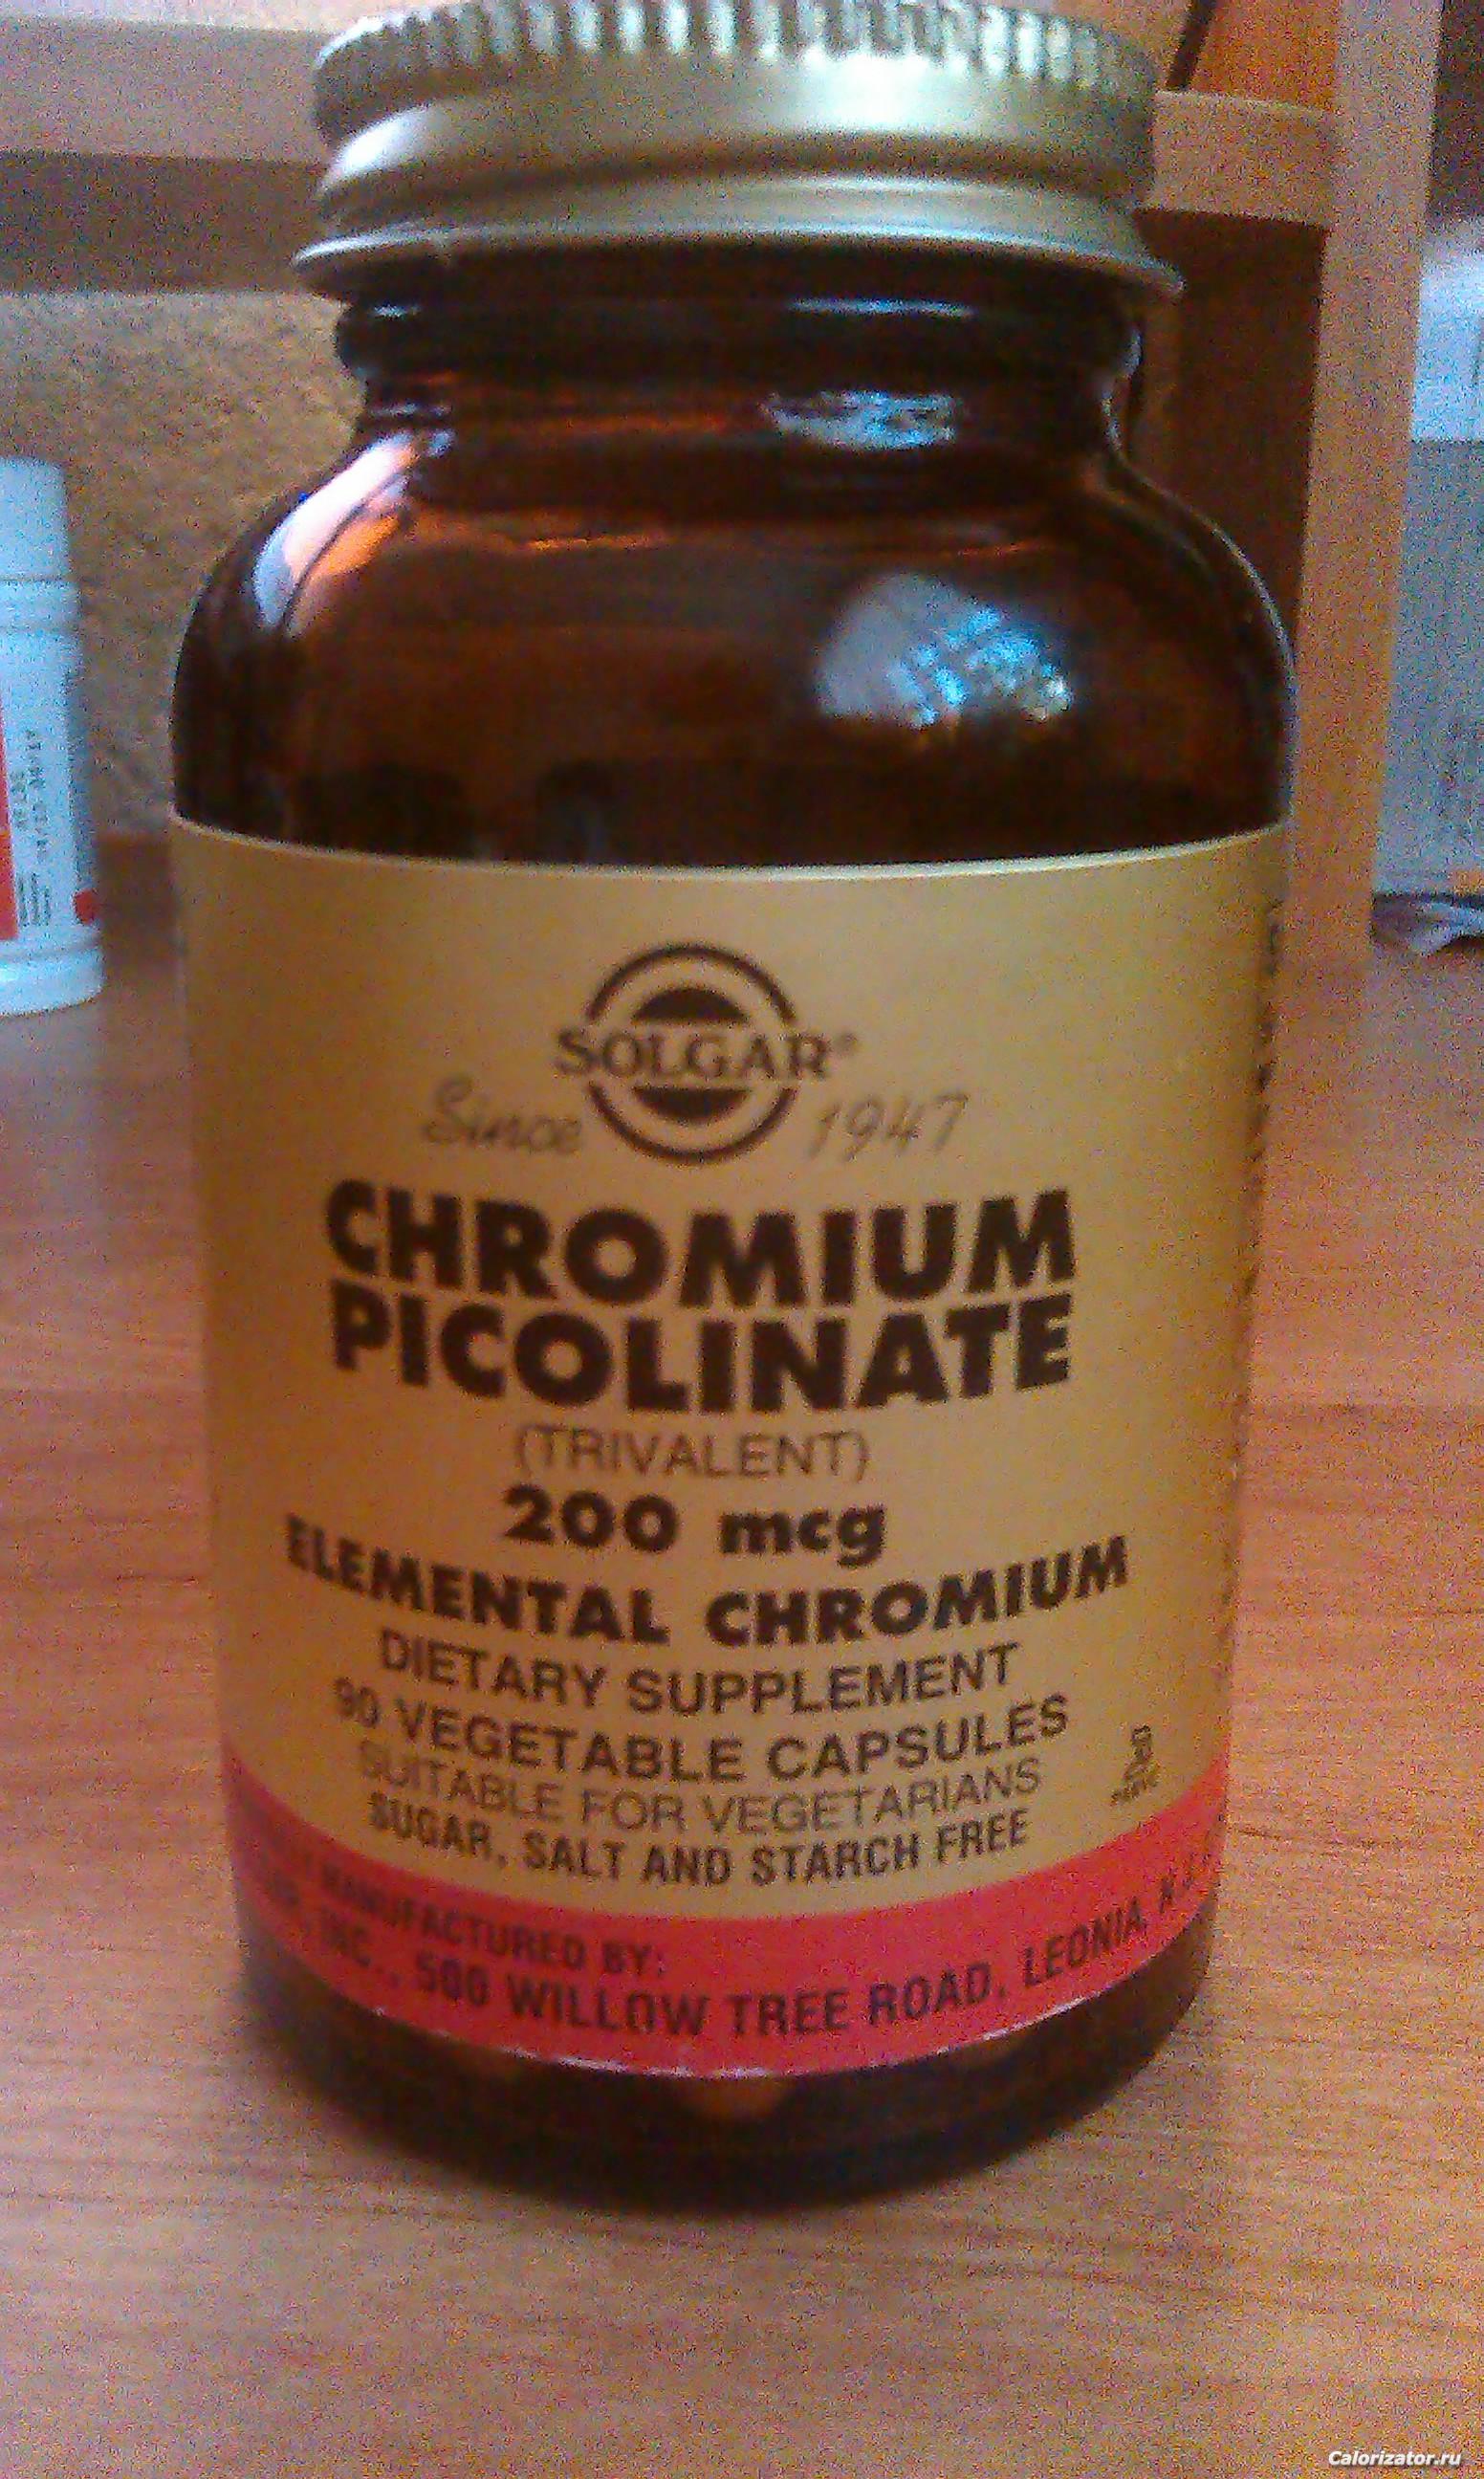 SOLGAR®
Since 1947
CHROMIUM
PICOLINATE
(TRIVALENT)
200 mcg
ELEMENTAL CHROMIUM
DIETARY SUPPLEMENT
90 VEGETABLE CAPSULES
SUITABLE FOR VEGETARIANS
SUGAR, SALT AND STARCH FREE
MANUFACTURED BY:
INC., 500 WILLOW TREE ROAD, LEONIA, N.J.
Calorizator.ru